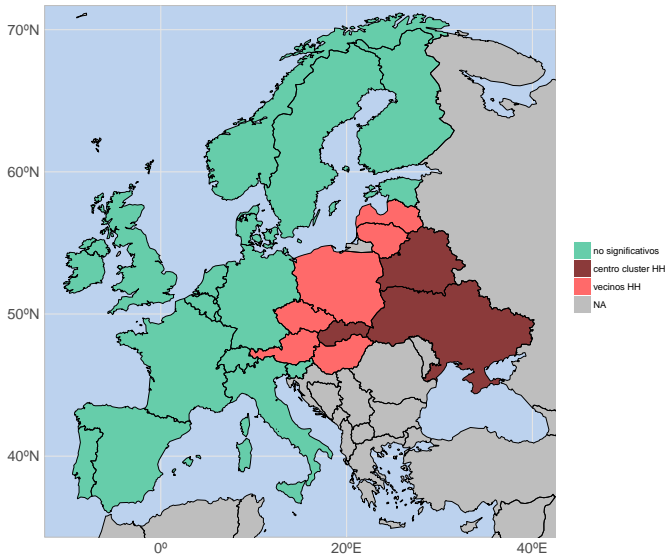 70ºN
60ºN
50ºN
40ºN
0º
20ºE
40ºE
no significativos
centro cluster HH
vecinos HH
NA